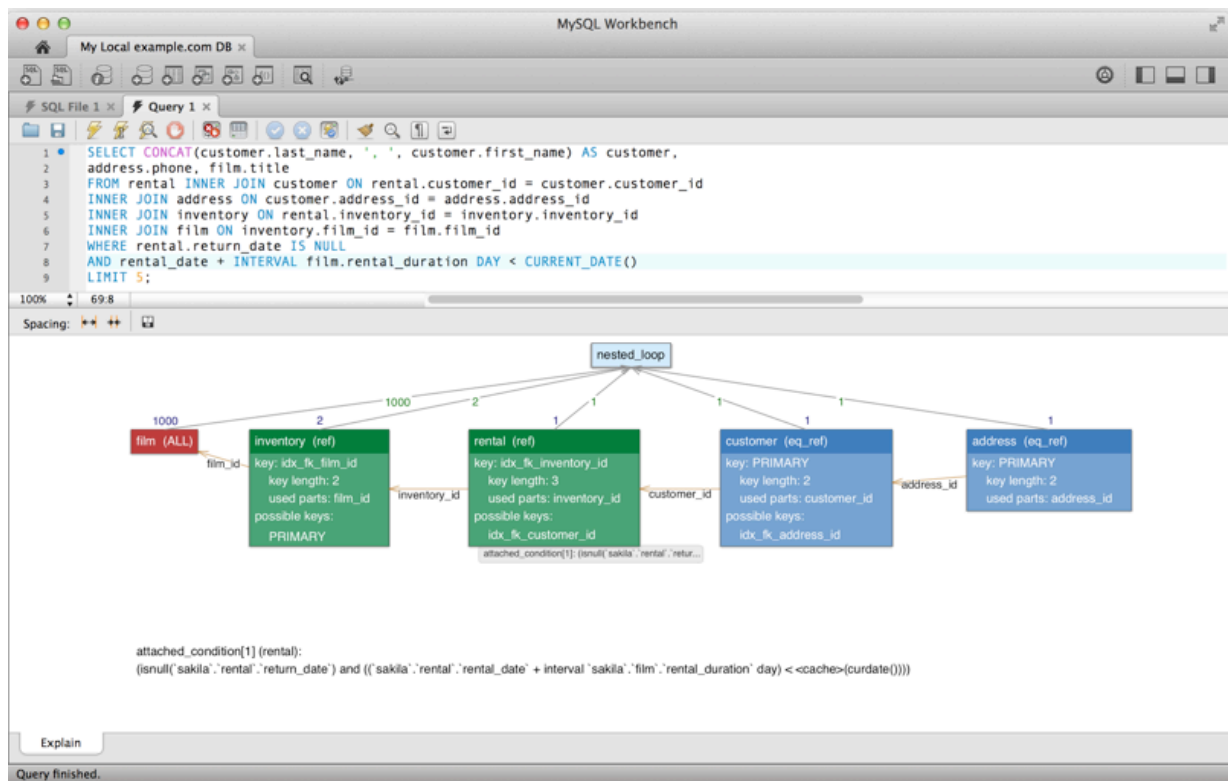 MySQL Workbench
My Local example.com DB ×
SQL File 1 ×
Query 1 ×
1 SELECT CONCAT(customer.last_name, ', ', customer.first_name) AS customer,
2 address.phone, film.title
3 FROM rental INNER JOIN customer ON rental.customer_id = customer.customer_id
4 INNER JOIN address ON customer.address_id = address.address_id
5 INNER JOIN inventory ON rental.inventory_id = inventory.inventory_id
6 INNER JOIN film ON inventory.film_id = film.film_id
7 WHERE rental.return_date IS NULL
8 AND rental_date + INTERVAL film.rental_duration DAY < CURRENT_DATE()
9 LIMIT 5;
100% 69:8
Spacing:
nested_loop
1000 2 1 1 1
1000 2 1 1 1
film (ALL)
film_id
inventory (ref)
key: idx_fk_film_id
key length: 2
used parts: film_id
possible keys:
PRIMARY
inventory_id
rental (ref)
key: idx_fk_inventory_id
key length: 3
used parts: inventory_id
possible keys:
idx_fk_customer_id
attached_condition[1]: (isnull(`sakila`.`rental`.`retur...
customer_id
customer (eq_ref)
key: PRIMARY
key length: 2
used parts: customer_id
possible keys:
idx_fk_address_id
address_id
address (eq_ref)
key: PRIMARY
key length: 2
used parts: address_id
attached_condition[1] (rental):
(isnull(`sakila`.`rental`.`return_date`) and ((`sakila`.`rental`.`rental_date` + interval `sakila`.`film`.`rental_duration` day) < <cache>(curdate())))
Explain
Query finished.